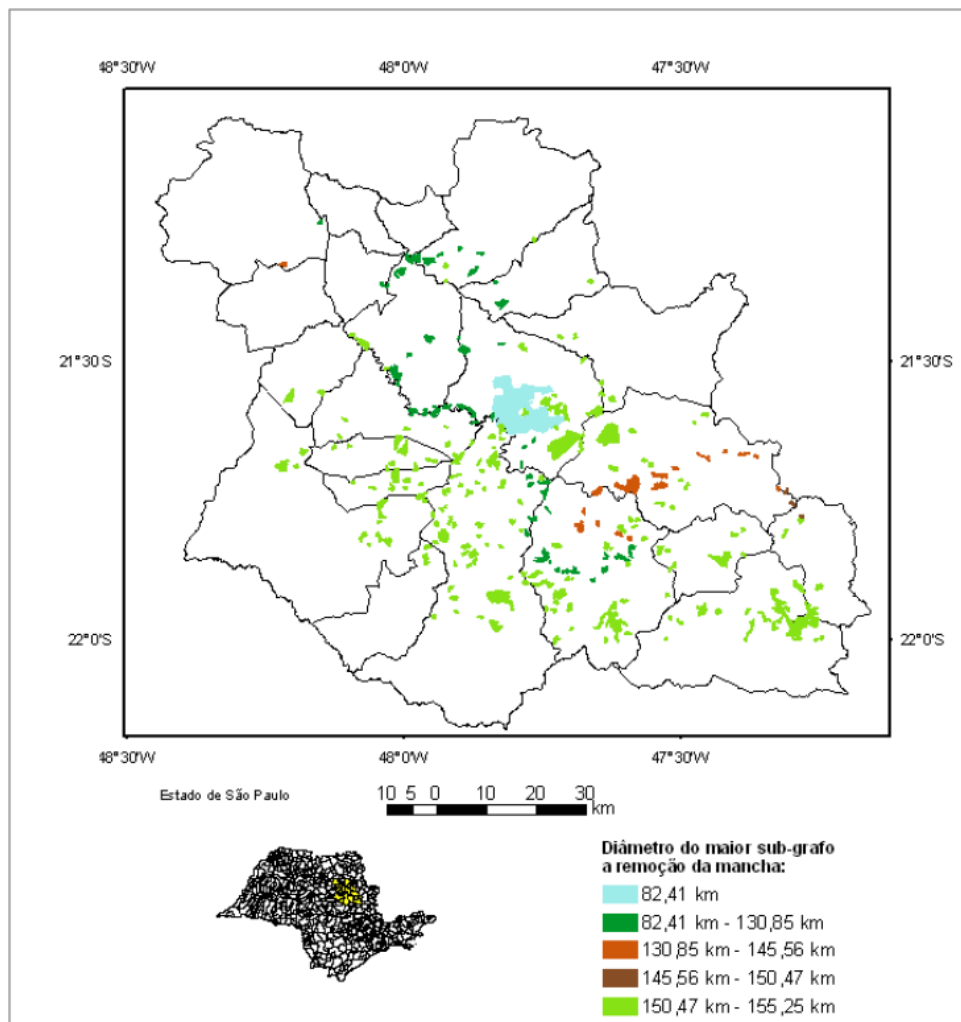 48°30'W 48°0'W 47°30'W
21°30'S 21°30'S
22°0'S 22°0'S
48°30'W 48°0'W 47°30'W
Estado de São Paulo
10 5 0 10 20 30
km
Diâmetro do maior sub-grafo
a remoção da mancha:
82,41 km
82,41 km - 130,85 km
130,85 km - 145,56 km
145,56 km - 150,47 km
150,47 km - 155,25 km